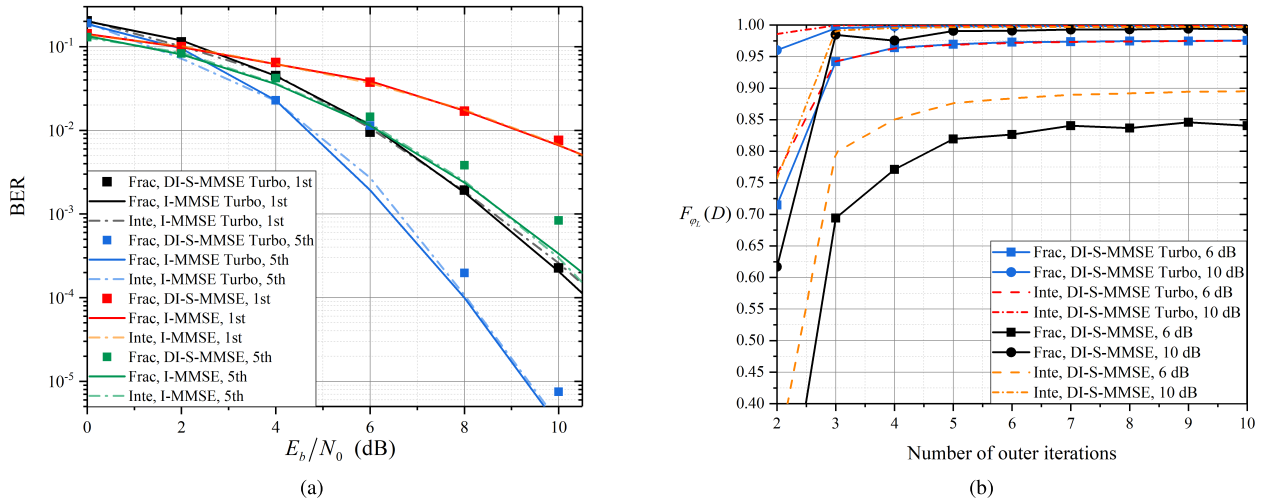 10⁻¹
10⁻²
10⁻³
10⁻⁴
10⁻⁵
BER
Frac, DI-S-MMSE Turbo, 1st
Frac, I-MMSE Turbo, 1st
Inte, I-MMSE Turbo, 1st
Frac, DI-S-MMSE Turbo, 5th
Frac, I-MMSE Turbo, 5th
Inte, I-MMSE Turbo, 5th
Frac, DI-S-MMSE, 1st
Frac, I-MMSE, 1st
Inte, I-MMSE, 1st
Frac, DI-S-MMSE, 5th
Frac, I-MMSE, 5th
Inte, I-MMSE, 5th
0 2 4 6 8 10
E_b/N_0 (dB)
(a)
1.00
0.95
0.90
0.85
0.80
0.75
0.70
0.65
0.60
0.55
0.50
0.45
0.40
F_{φ_L}(D)
Frac, DI-S-MMSE Turbo, 6 dB
Frac, DI-S-MMSE Turbo, 10 dB
Inte, DI-S-MMSE Turbo, 6 dB
Inte, DI-S-MMSE Turbo, 10 dB
Frac, DI-S-MMSE, 6 dB
Frac, DI-S-MMSE, 10 dB
Inte, DI-S-MMSE, 6 dB
Inte, DI-S-MMSE, 10 dB
2 3 4 5 6 7 8 9 10
Number of outer iterations
(b)